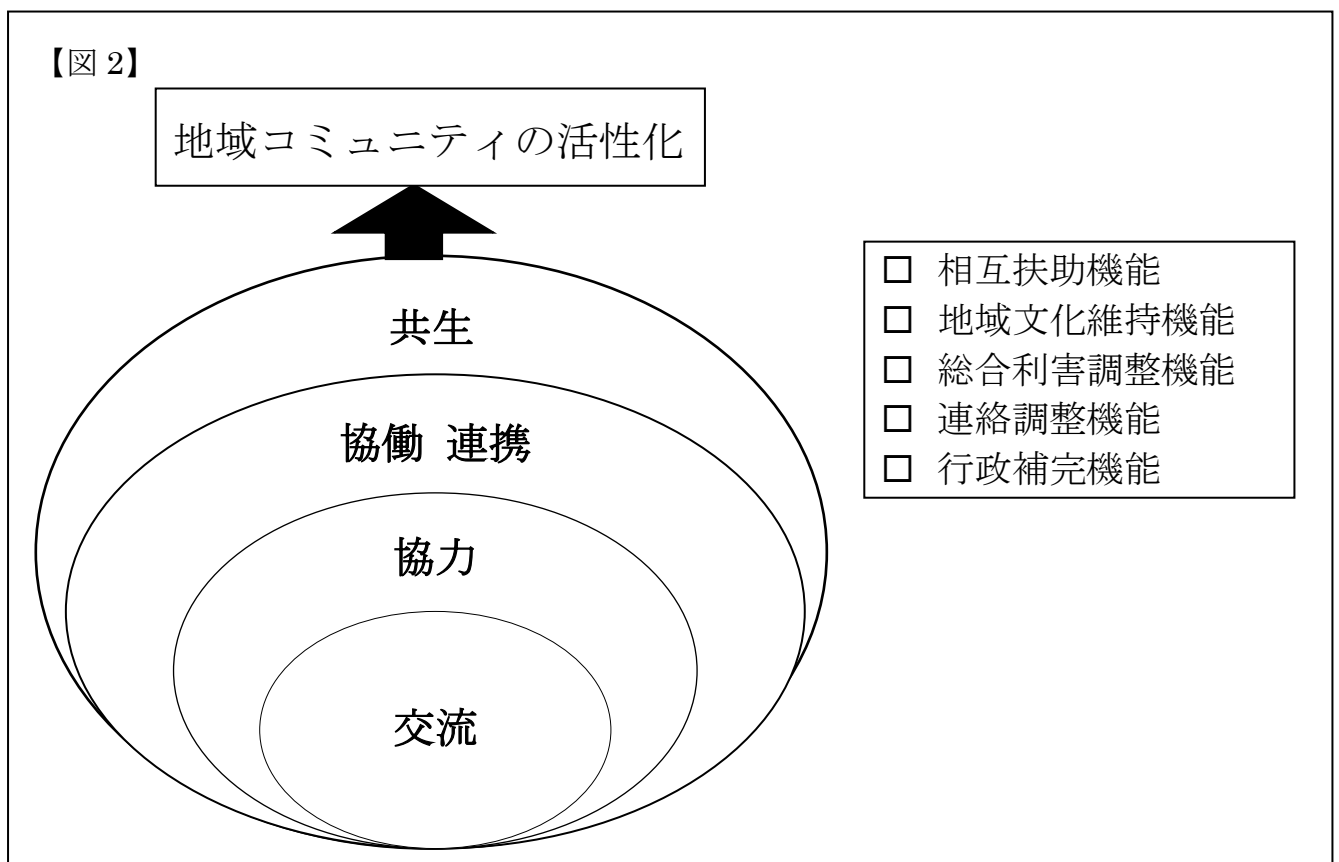 【図 2】
地域コミュニティの活性化
共生
協働 連携
協力
交流
□ 相互扶助機能
□ 地域文化維持機能
□ 総合利害調整機能
□ 連絡調整機能
□ 行政補完機能